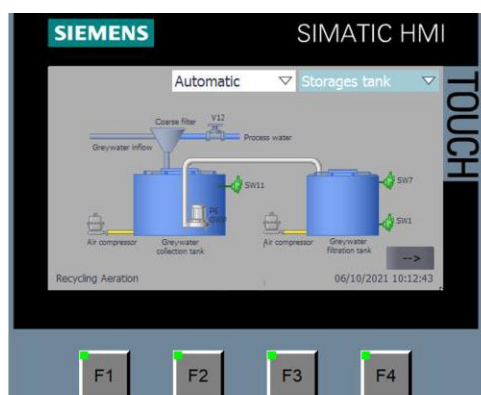 SIEMENS
SIMATIC HMI
TOUCH
Automatic
Storages tank
Coarse filter
V12
Greywater inflow
Process water
SW11
SW7
P6
SW1
Air compressor
Greywater
collection tank
Air compressor
Greywater
filtration tank
-->
Recycling Aeration
06/10/2021 10:12:43
F1
F2
F3
F4